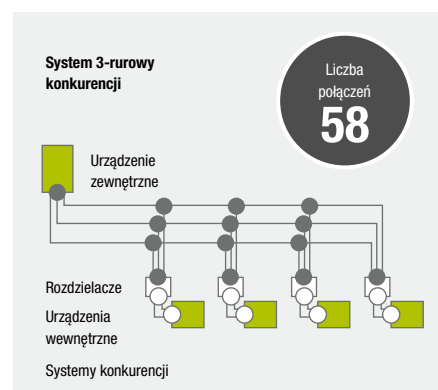 System 3-rurowy
konkurencji
Liczba
połączeń
58
Urządzenie
zewnętrzne
Rozdzielacze
Urządzenia
wewnętrzne
Systemy konkurencji